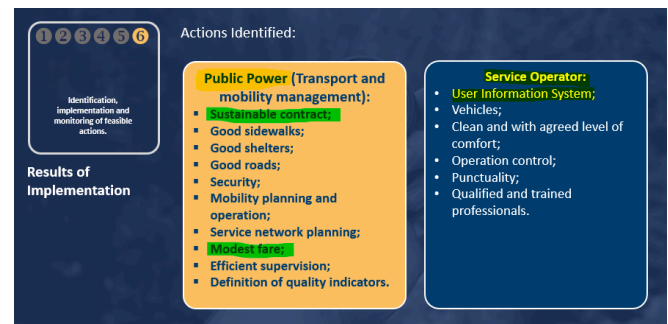 1 2 3 4 5 6
Identification,
implementation and
monitoring of feasible
actions.
Results of
Implementation
Actions Identified:
Public Power (Transport and
mobility management):
▪ Sustainable contract;
▪ Good sidewalks;
▪ Good shelters;
▪ Good roads;
▪ Security;
▪ Mobility planning and
operation;
▪ Service network planning;
▪ Modest fare;
▪ Efficient supervision;
▪ Definition of quality indicators.
Service Operator:
• User Information System;
• Vehicles;
• Clean and with agreed level of
comfort;
• Operation control;
• Punctuality;
• Qualified and trained
professionals.